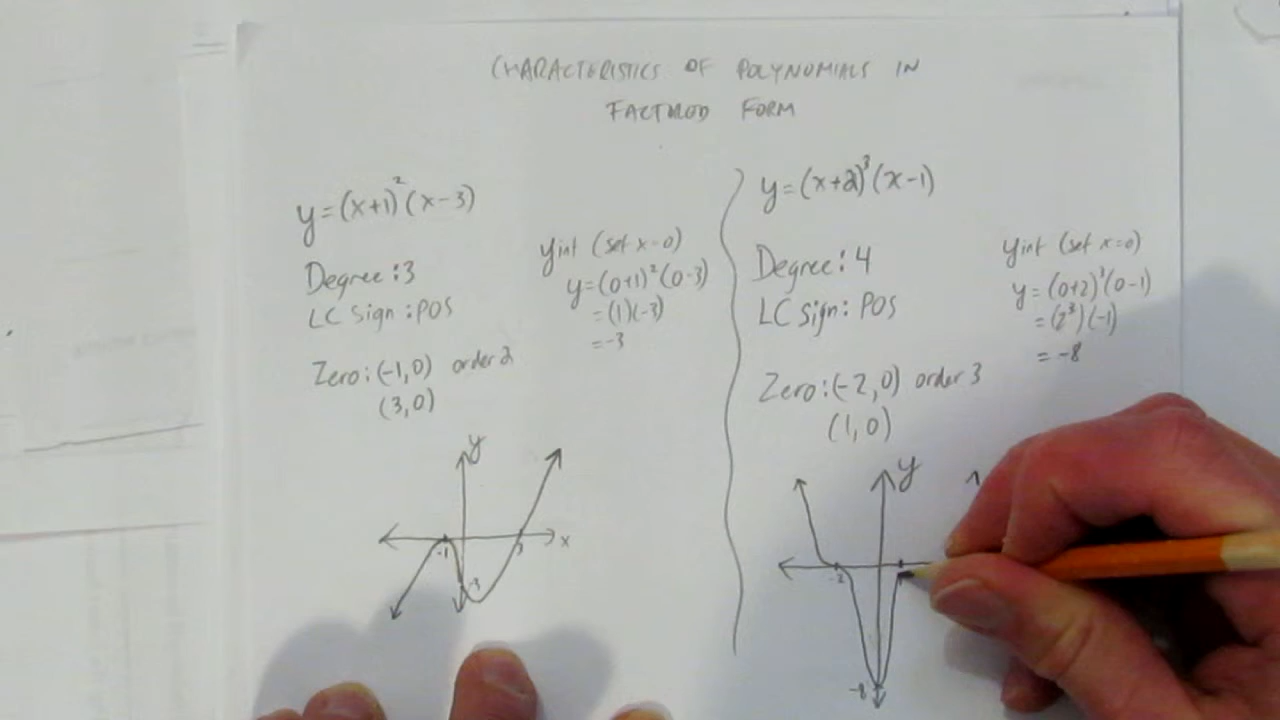 CHARACTERISTICS OF POLYNOMIALS IN
FACTORED FORM
y=(x+1)²(x-3)
Degree:3
LC Sign:POS
Zero:(-1,0) order 2
(3,0)
yint (set x=0)
y=(0+1)²(0-3)
=(1)(-3)
=-3
y
x
-1
3
-3
y=(x+2)³(x-1)
Degree:4
LC Sign: POS
Zero:(-2,0) order 3
(1,0)
yint (set x=0)
y=(0+2)³(0-1)
=(2³)(-1)
=-8
y
-2
-8